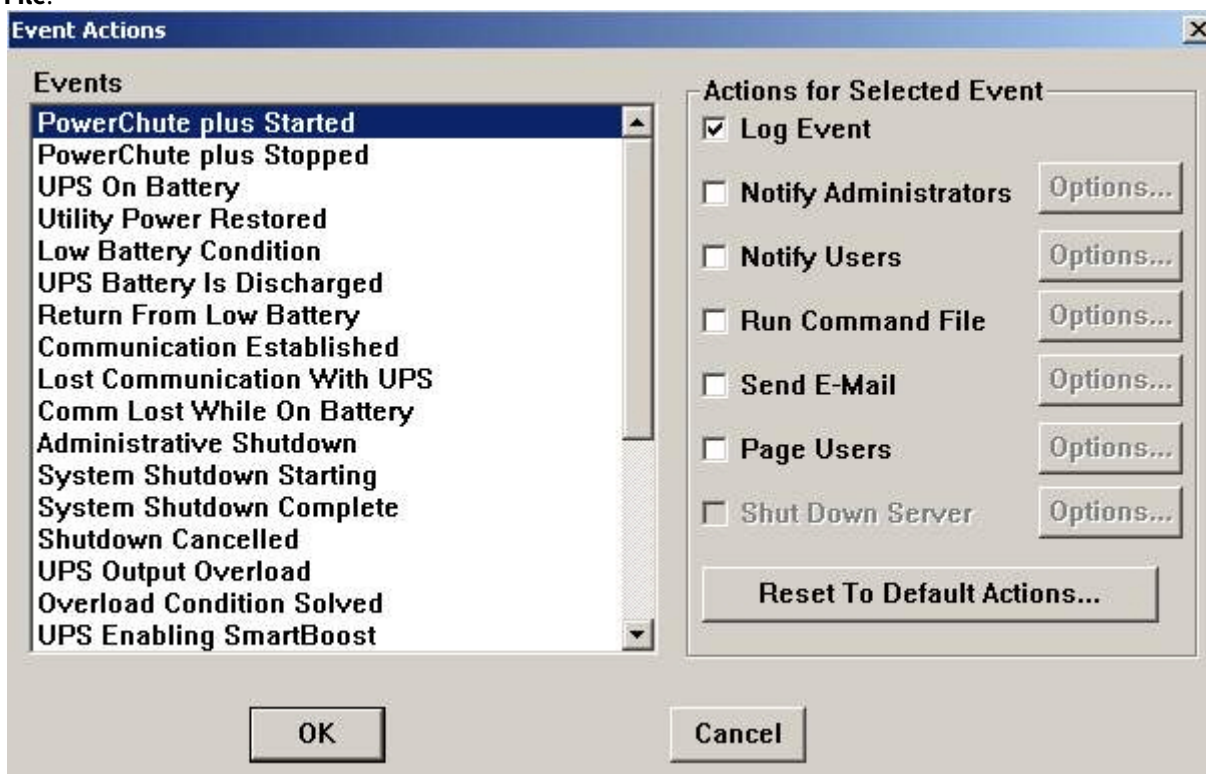 File.
Event Actions
Events
PowerChute plus Started
PowerChute plus Stopped
UPS On Battery
Utility Power Restored
Low Battery Condition
UPS Battery Is Discharged
Return From Low Battery
Communication Established
Lost Communication With UPS
Comm Lost While On Battery
Administrative Shutdown
System Shutdown Starting
System Shutdown Complete
Shutdown Cancelled
UPS Output Overload
Overload Condition Solved
UPS Enabling SmartBoost
Actions for Selected Event
Log Event
Notify Administrators Options...
Notify Users Options...
Run Command File Options...
Send E-Mail Options...
Page Users Options...
Shut Down Server Options...
Reset To Default Actions...
OK
Cancel